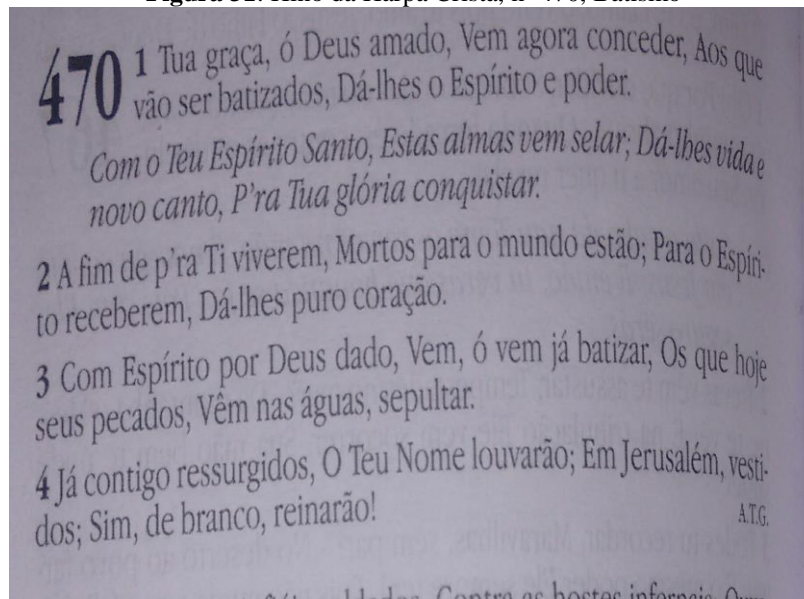 470 1 Tua graça, ó Deus amado, Vem agora conceder, Aos que
vão ser batizados, Dá-lhes o Espírito e poder.
Com o Teu Espírito Santo, Estas almas vem selar; Dá-lhes vida e
novo canto, P'ra Tua glória conquistar.
2 A fim de p'ra Ti viverem, Mortos para o mundo estão; Para o Espíri-
to receberem, Dá-lhes puro coração.
3 Com Espírito por Deus dado, Vem, ó vem já batizar, Os que hoje
seus pecados, Vêm nas águas, sepultar.
4 Já contigo ressurgidos, O Teu Nome louvarão; Em Jerusalém, vesti-
dos; Sim, de branco, reinarão!
A.T.G.
Contra as hostes infernais